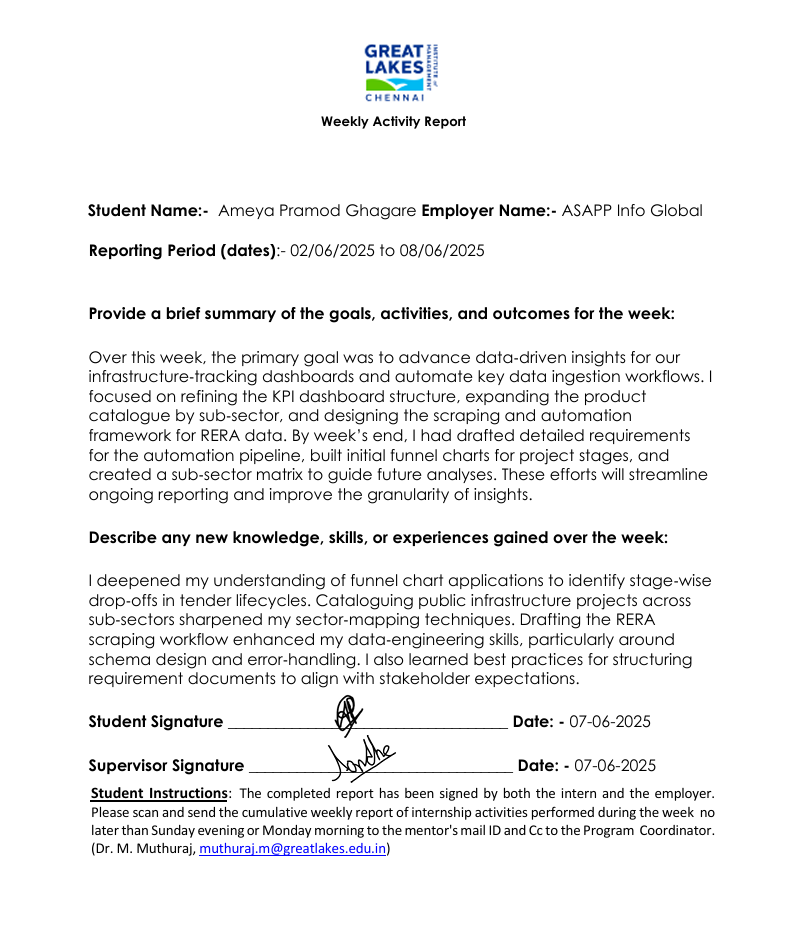 GREAT
LAKES
INSTITUTE OF
MANAGEMENT
CHENNAI
Weekly Activity Report
Student Name:- Ameya Pramod Ghagare Employer Name:- ASAPP Info Global
Reporting Period (dates):- 02/06/2025 to 08/06/2025
Provide a brief summary of the goals, activities, and outcomes for the week:
Over this week, the primary goal was to advance data-driven insights for our
infrastructure-tracking dashboards and automate key data ingestion workflows. I
focused on refining the KPI dashboard structure, expanding the product
catalogue by sub-sector, and designing the scraping and automation
framework for RERA data. By week’s end, I had drafted detailed requirements
for the automation pipeline, built initial funnel charts for project stages, and
created a sub-sector matrix to guide future analyses. These efforts will streamline
ongoing reporting and improve the granularity of insights.
Describe any new knowledge, skills, or experiences gained over the week:
I deepened my understanding of funnel chart applications to identify stage-wise
drop-offs in tender lifecycles. Cataloguing public infrastructure projects across
sub-sectors sharpened my sector-mapping techniques. Drafting the RERA
scraping workflow enhanced my data-engineering skills, particularly around
schema design and error-handling. I also learned best practices for structuring
requirement documents to align with stakeholder expectations.
Student Signature ______________________ Date: - 07-06-2025
Supervisor Signature ______________________ Date: - 07-06-2025
Student Instructions: The completed report has been signed by both the intern and the employer.
Please scan and send the cumulative weekly report of internship activities performed during the week no
later than Sunday evening or Monday morning to the mentor's mail ID and Cc to the Program Coordinator.
(Dr. M. Muthuraj, muthuraj.m@greatlakes.edu.in)